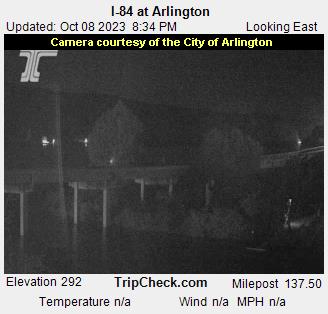 I-84 at Arlington
Updated: Oct 08 2023 8:34 PM Looking East
Camera courtesy of the City of Arlington
Elevation 292 TripCheck.com Milepost 137.50
Temperature n/a Wind n/a MPH n/a